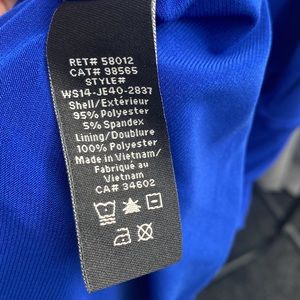 RET# 58012
CAT# 98565
STYLE#
WS14-JE40-2837
Shell/Extérieur
95% Polyester
5% Spandex
Lining/Doublure
100% Polyester
Made in Vietnam/
Fabriqué au
Vietnam
CA# 34602